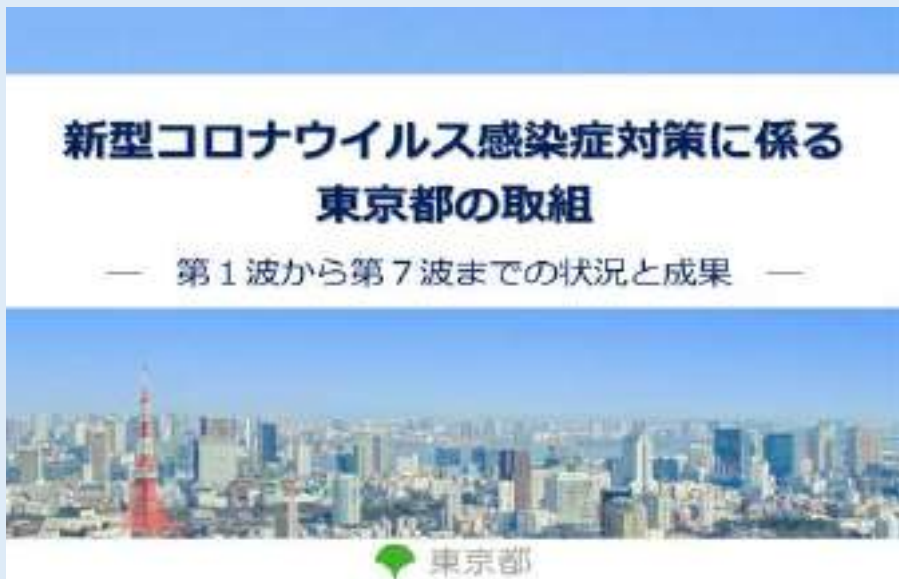 新型コロナウイルス感染症対策に係る
東京都の取組
― 第１波から第７波までの状況と成果 ―
東京都